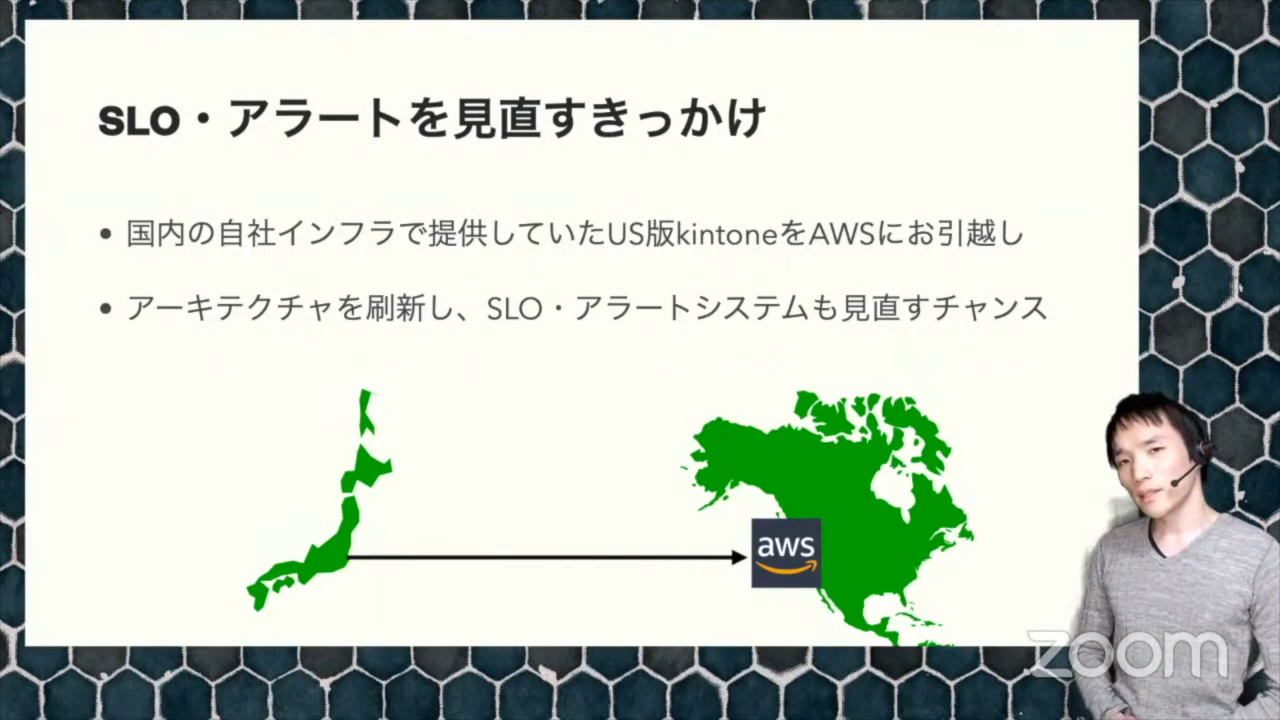 SLO・アラートを見直すきっかけ
• 国内の自社インフラで提供していたUS版kintoneをAWSにお引越し
• アーキテクチャを刷新し、SLO・アラートシステムも見直すチャンス
aws
zoom